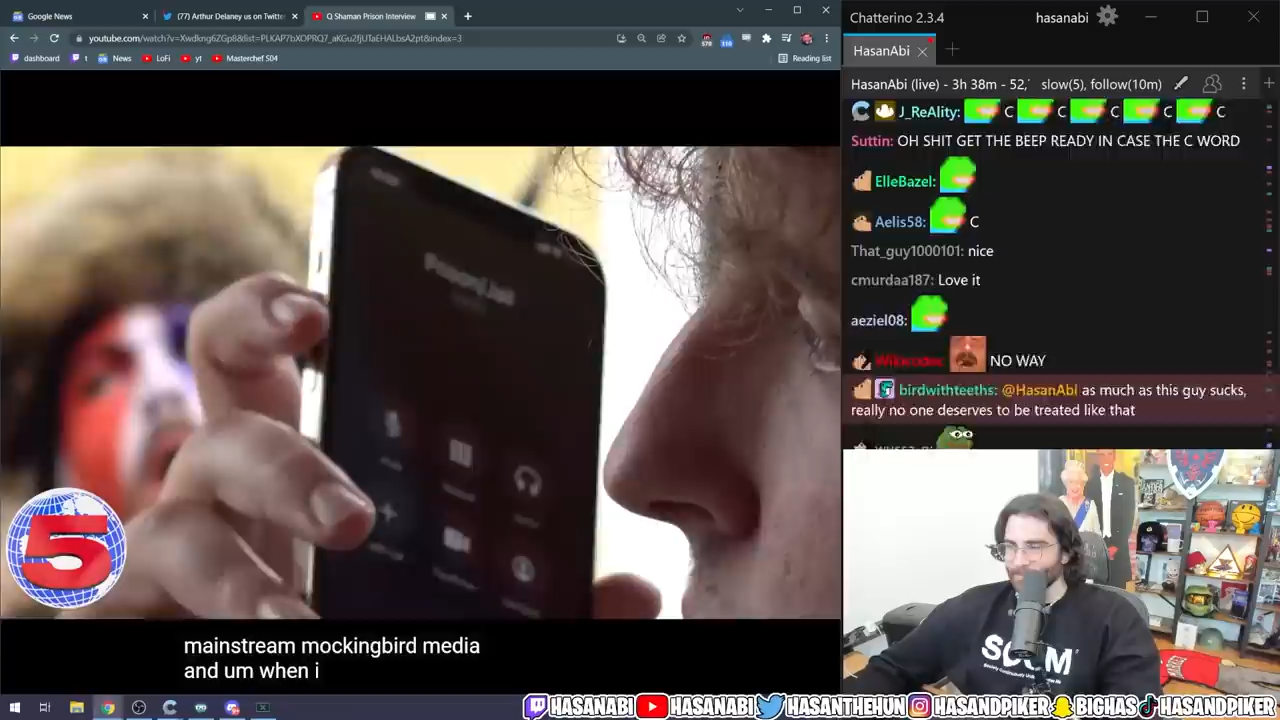 Google News
(77) Arthur Delaney us on Twitte
Q Shaman Prison Interview
youtube.com/watch?v=Xwdkng6ZGp8&list=PLKAP7bXOPRQ7_aKGu2fjUTaEHALbsA2pt&index=3
dashboard
t
News
LoFi
yt
Masterchef S04
Reading list
5
mainstream mockingbird media
and um when i
Chatterino 2.3.4
hasanabi
HasanAbi
HasanAbi (live) - 3h 38m - 52,
slow(5), follow(10m)
J_ReAlity: C C C C C
Suttin: OH SHIT GET THE BEEP READY IN CASE THE C WORD
ElleBazel:
Aelis58: C
That_guy1000101: nice
cmurdaa187: Love it
aeziel08:
NO WAY
birdwithteeths: @HasanAbi as much as this guy sucks,
really no one deserves to be treated like that
HASANABI
HASANABI
HASANTHEHUN
HASANDPIKER
BIGHAS
HASANDPIKER